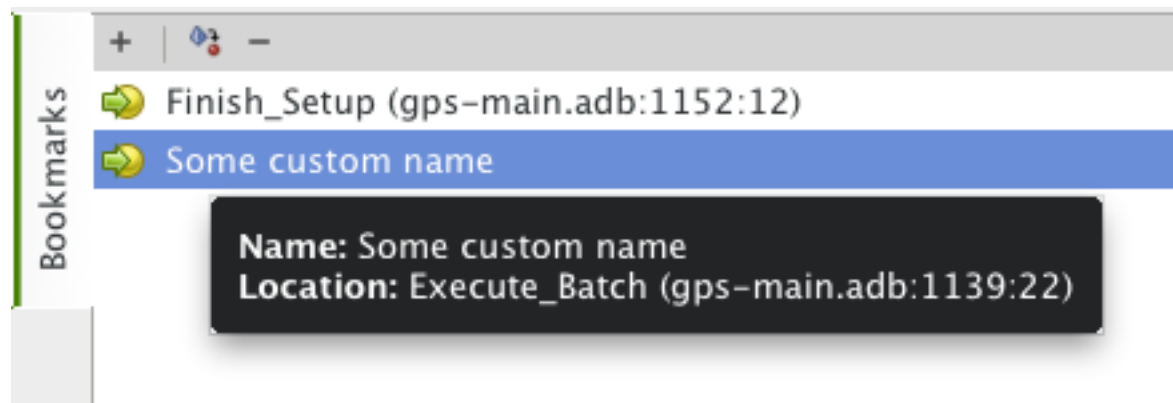 Bookmarks
Finish_Setup (gps-main.adb:1152:12)
Some custom name
Name: Some custom name
Location: Execute_Batch (gps-main.adb:1139:22)